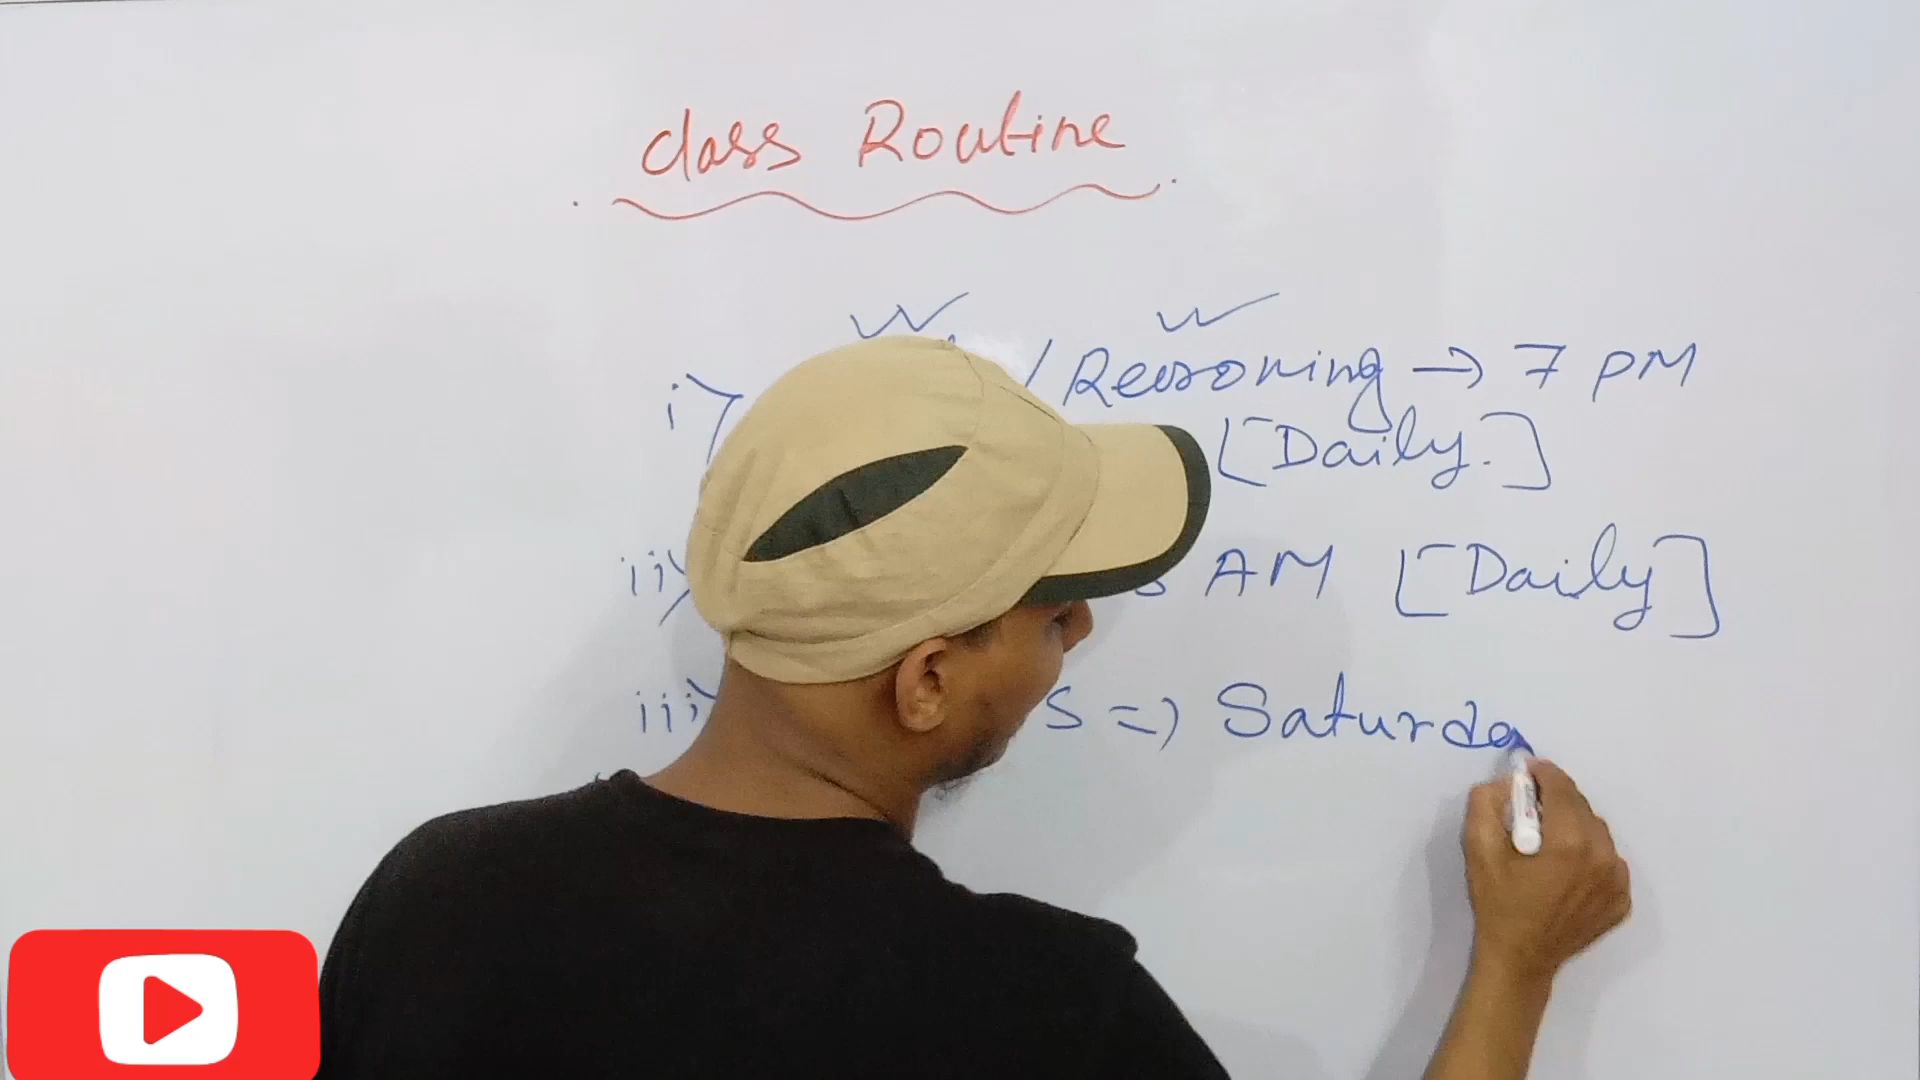 class Routine
i) / Reasoning → 7 PM
[Daily.]
ii) AM [Daily]
iii) S => Saturda